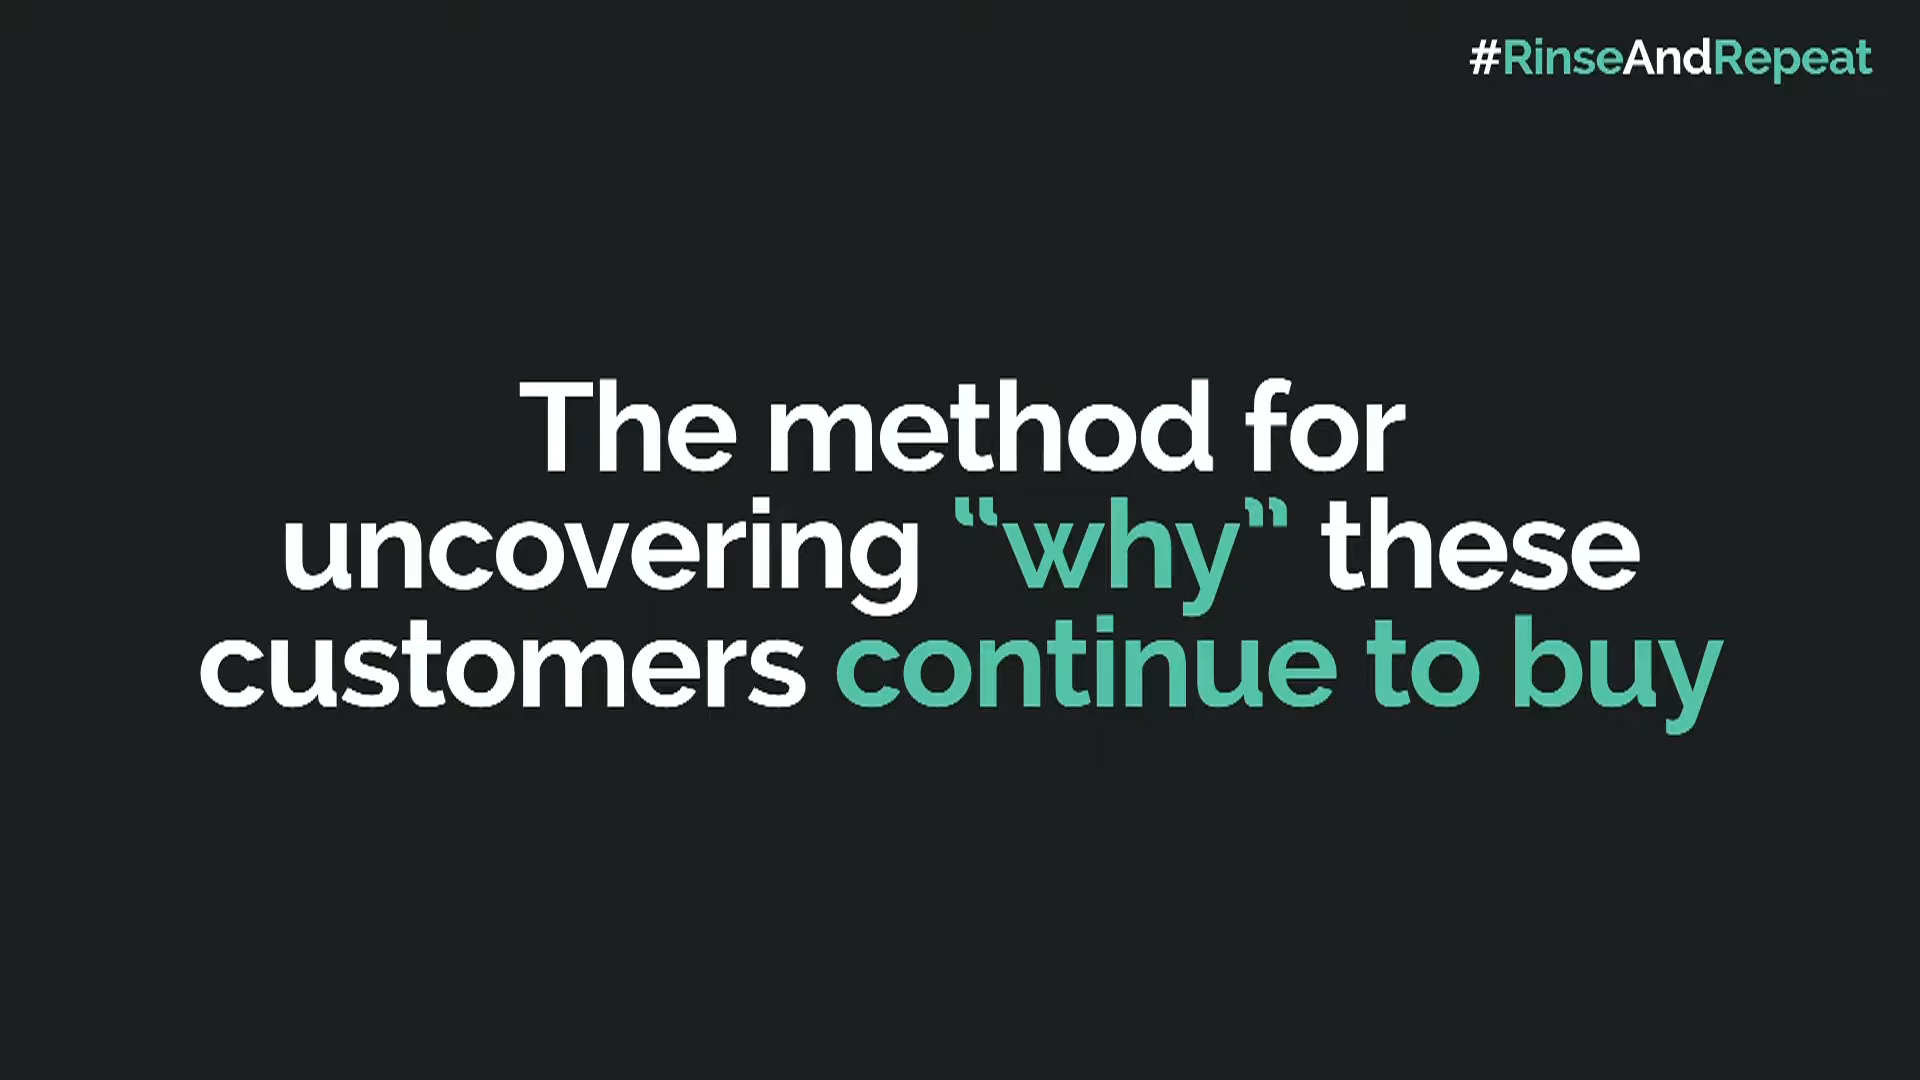 #RinseAndRepeat
The method for
uncovering “why” these
customers continue to buy